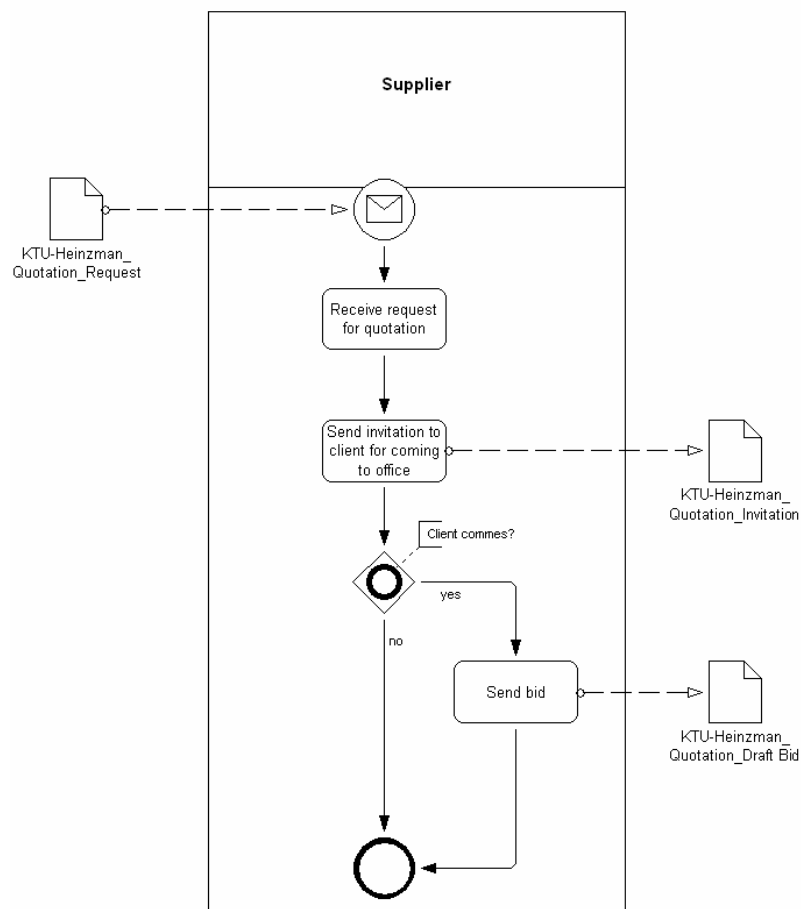 Supplier
KTU-Heinzman_
Quotation_Request
Receive request
for quotation
Send invitation to
client for coming
to office
KTU-Heinzman_
Quotation_Invitation
Client commes?
yes
no
Send bid
KTU-Heinzman_
Quotation_Draft Bid